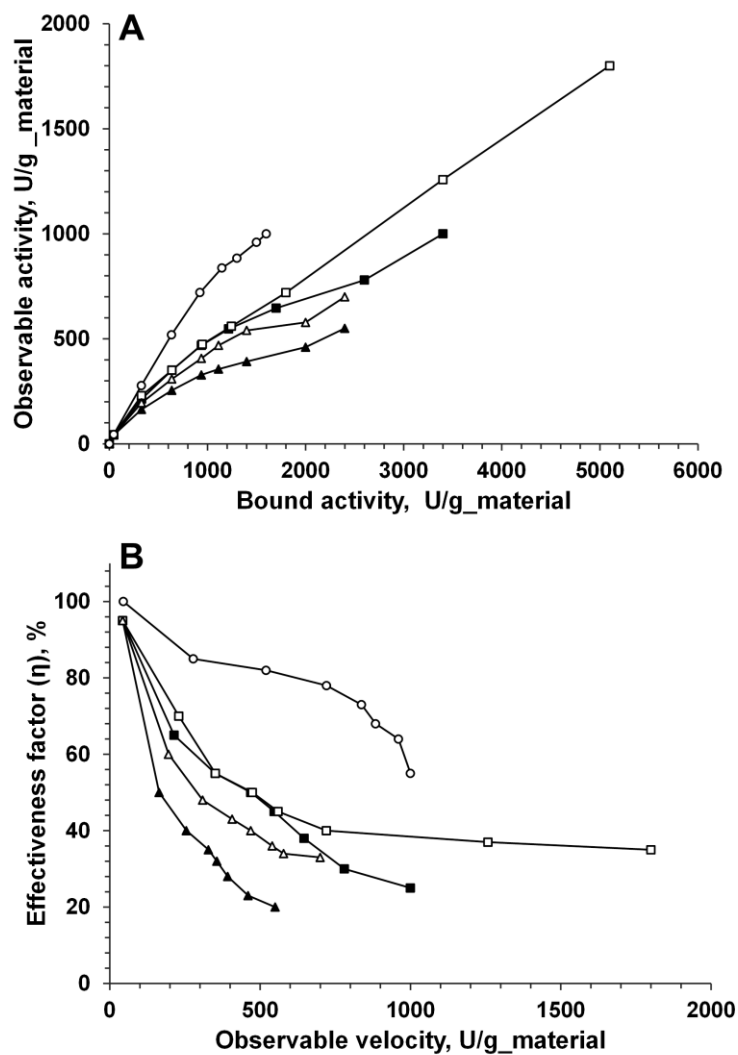 A
2000
1500
1000
500
0
Observable activity, U/g _material
0 1000 2000 3000 4000 5000 6000
Bound activity, U/g_material
B
100
80
60
40
20
0
Effectiveness factor (η), %
0 500 1000 1500 2000
Observable velocity, U/g_material